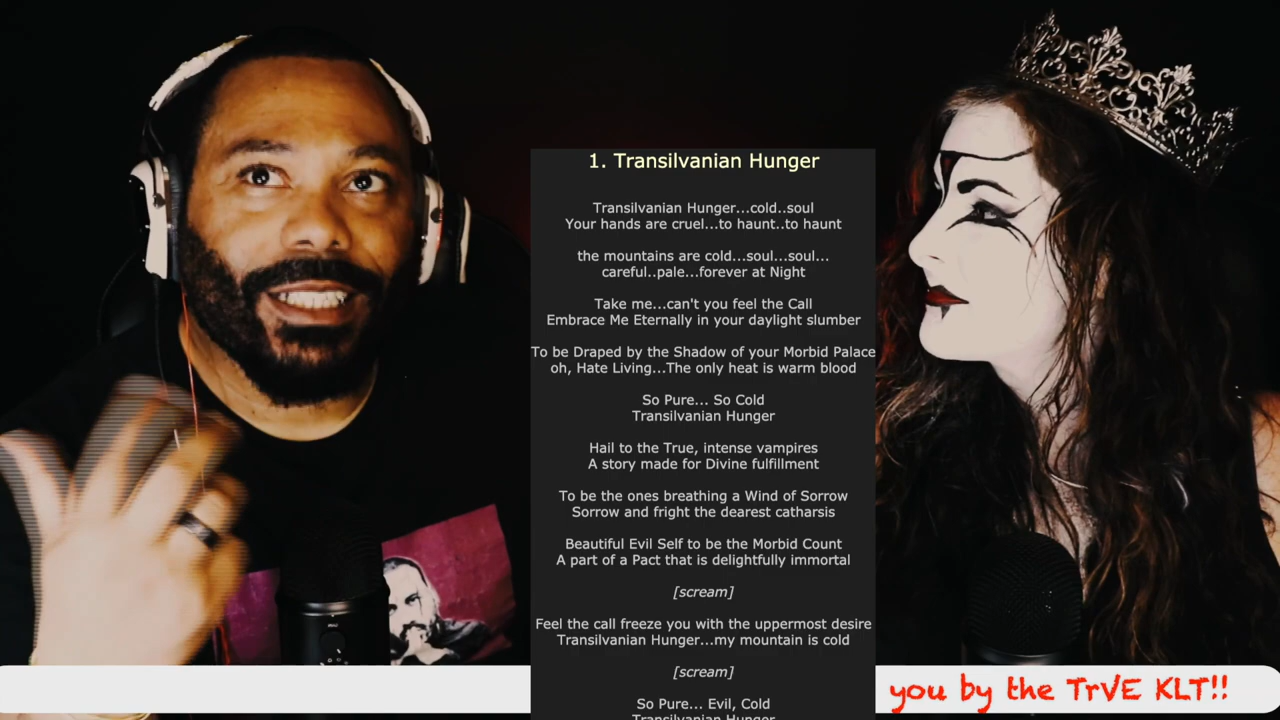 1. Transilvanian Hunger
Transilvanian Hunger...cold..soul
Your hands are cruel...to haunt..to haunt
the mountains are cold...soul...soul...
careful..pale...forever at Night
Take me...can't you feel the Call
Embrace Me Eternally in your daylight slumber
To be Draped by the Shadow of your Morbid Palace
oh, Hate Living...The only heat is warm blood
So Pure... So Cold
Transilvanian Hunger
Hail to the True, intense vampires
A story made for Divine fulfillment
To be the ones breathing a Wind of Sorrow
Sorrow and fright the dearest catharsis
Beautiful Evil Self to be the Morbid Count
A part of a Pact that is delightfully immortal
[scream]
Feel the call freeze you with the uppermost desire
Transilvanian Hunger...my mountain is cold
[scream]
So Pure... Evil, Cold
Transilvanian Hunger
you by the TrVE KLT!!